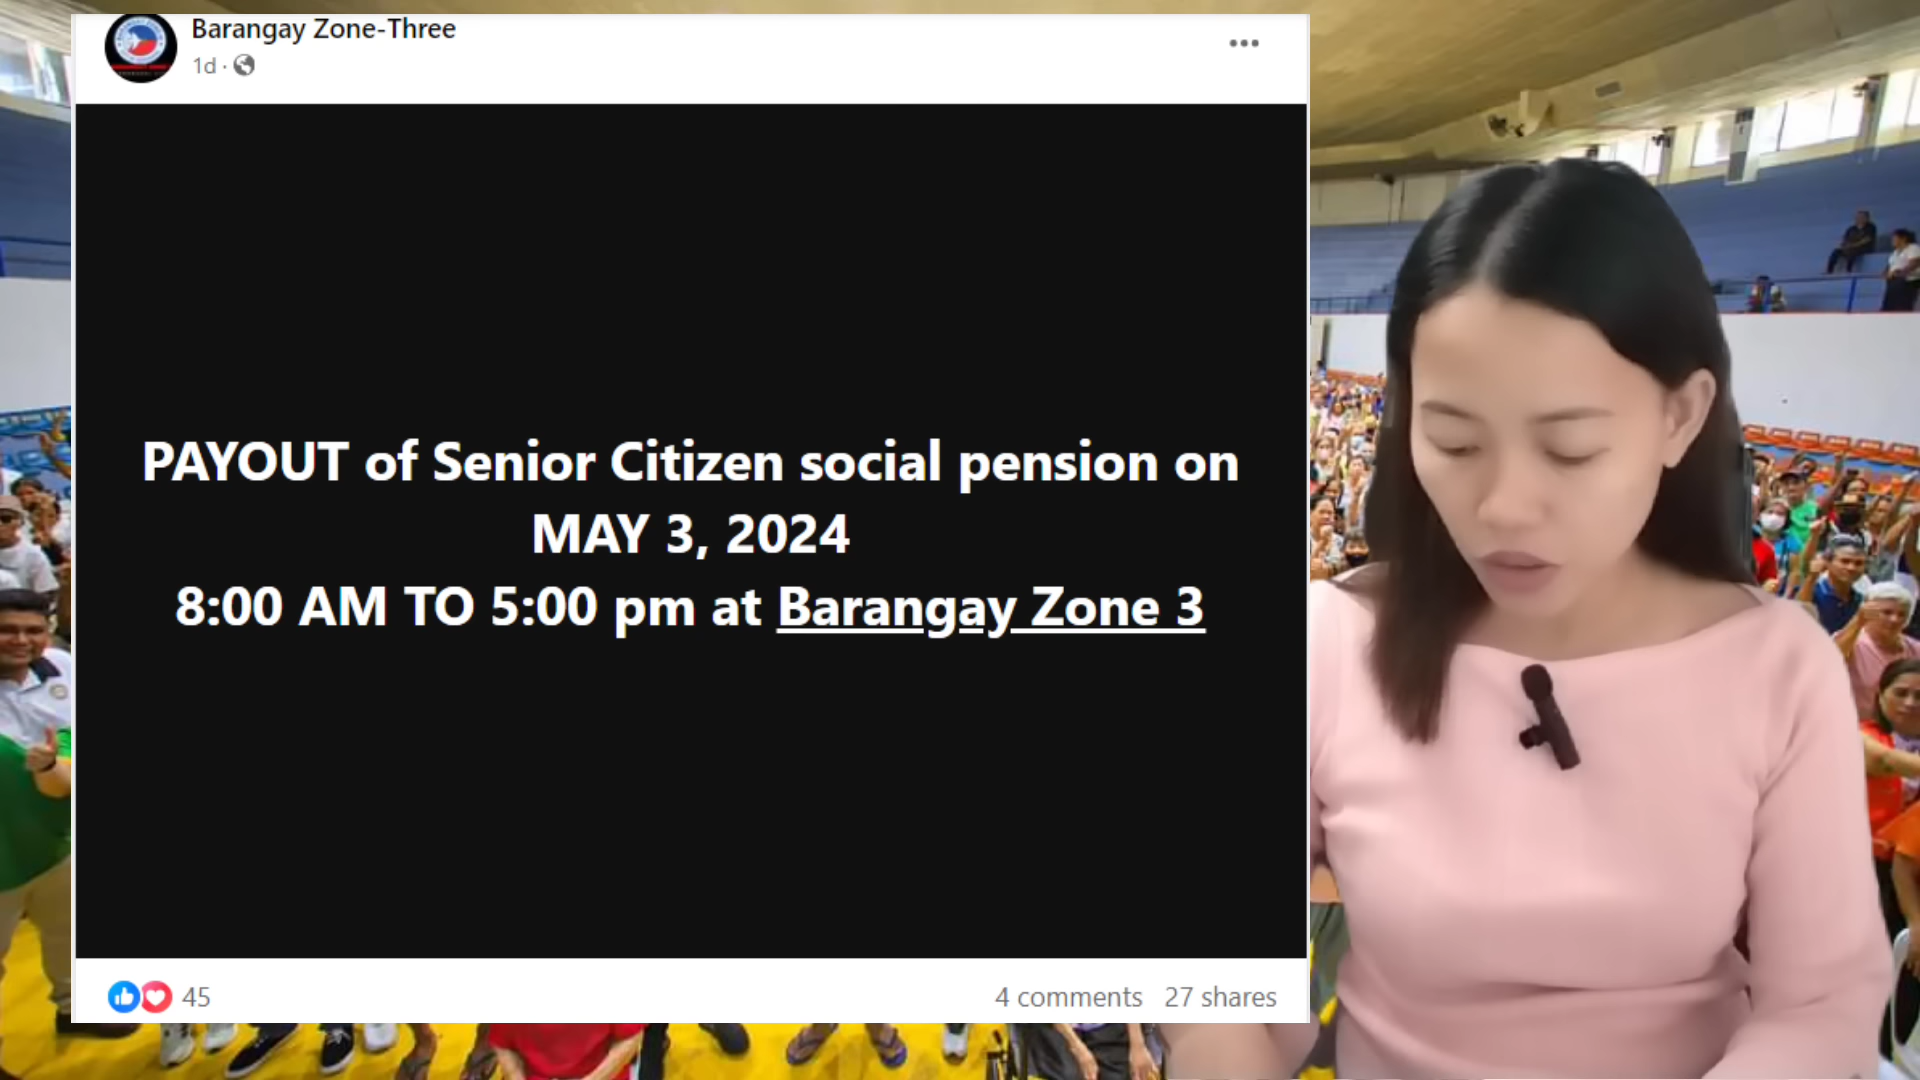 Barangay Zone-Three
1d ·
PAYOUT of Senior Citizen social pension on
MAY 3, 2024
8:00 AM TO 5:00 pm at Barangay Zone 3
45
4 comments 27 shares